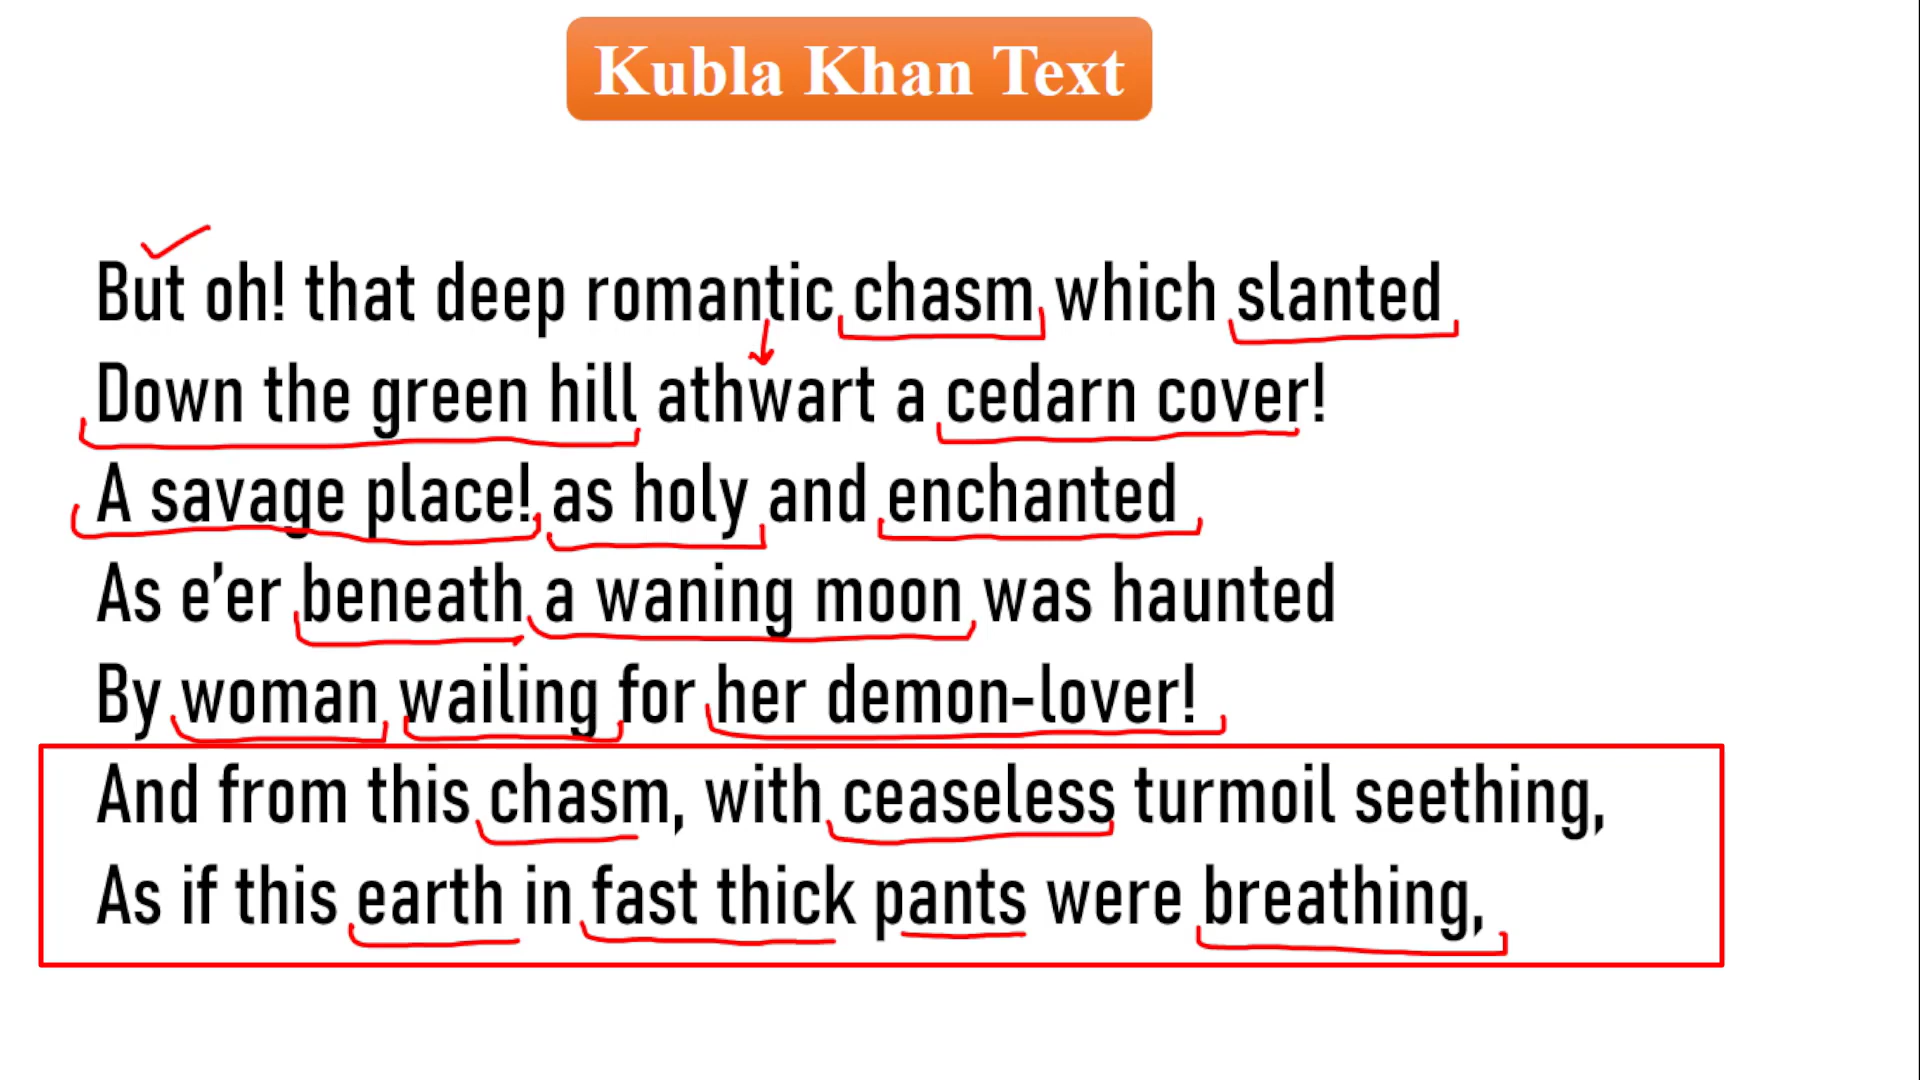 Kubla Khan Text
But oh! that deep romantic chasm which slanted
Down the green hill athwart a cedarn cover!
A savage place! as holy and enchanted
As e’er beneath a waning moon was haunted
By woman wailing for her demon-lover!
And from this chasm, with ceaseless turmoil seething,
As if this earth in fast thick pants were breathing,